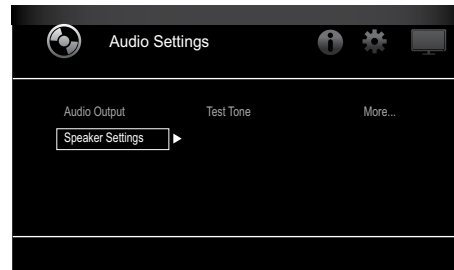 Audio Settings
Audio Output Test Tone More...
Speaker Settings